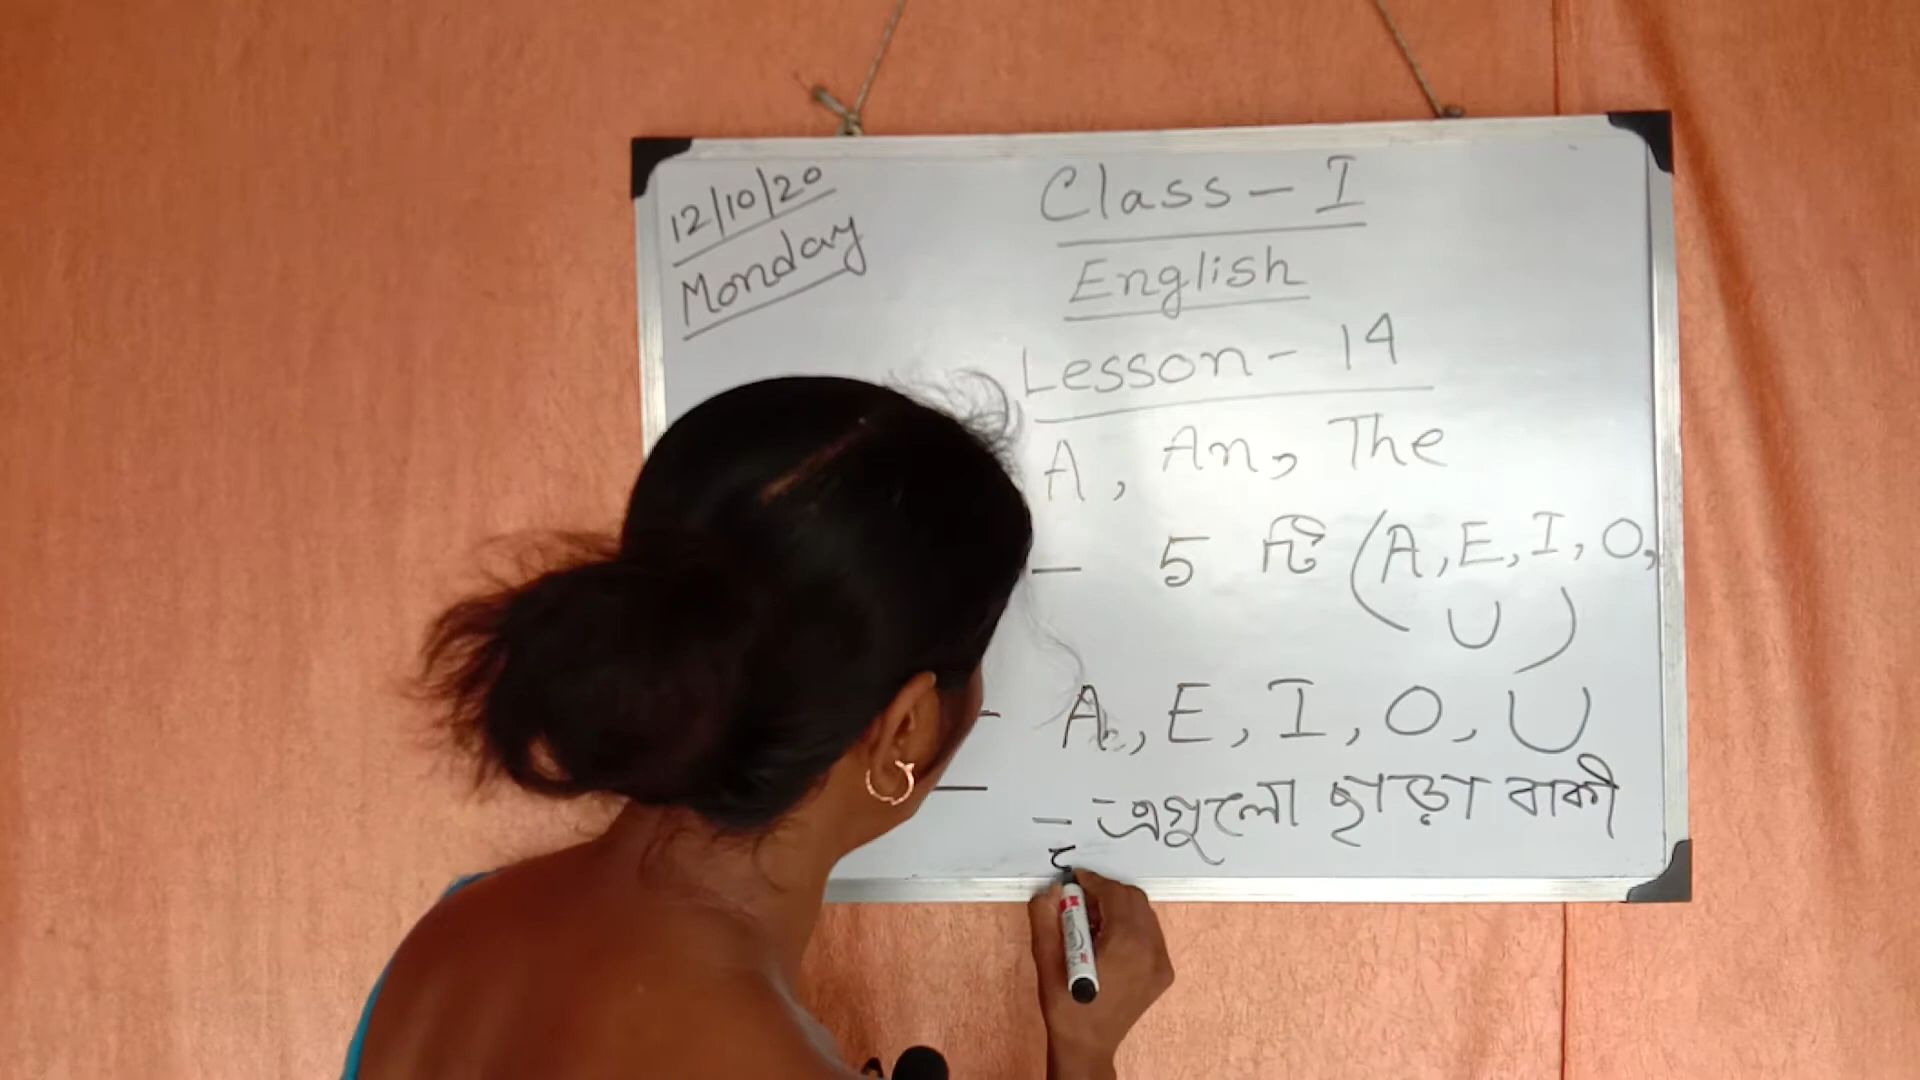 12/10/20
Monday
Class - I
English
Lesson - 14
A, An, The
- 5 টি (A, E, I, O,
U)
- A, E, I, O, U
- এগুলো ছাড়া বাকী